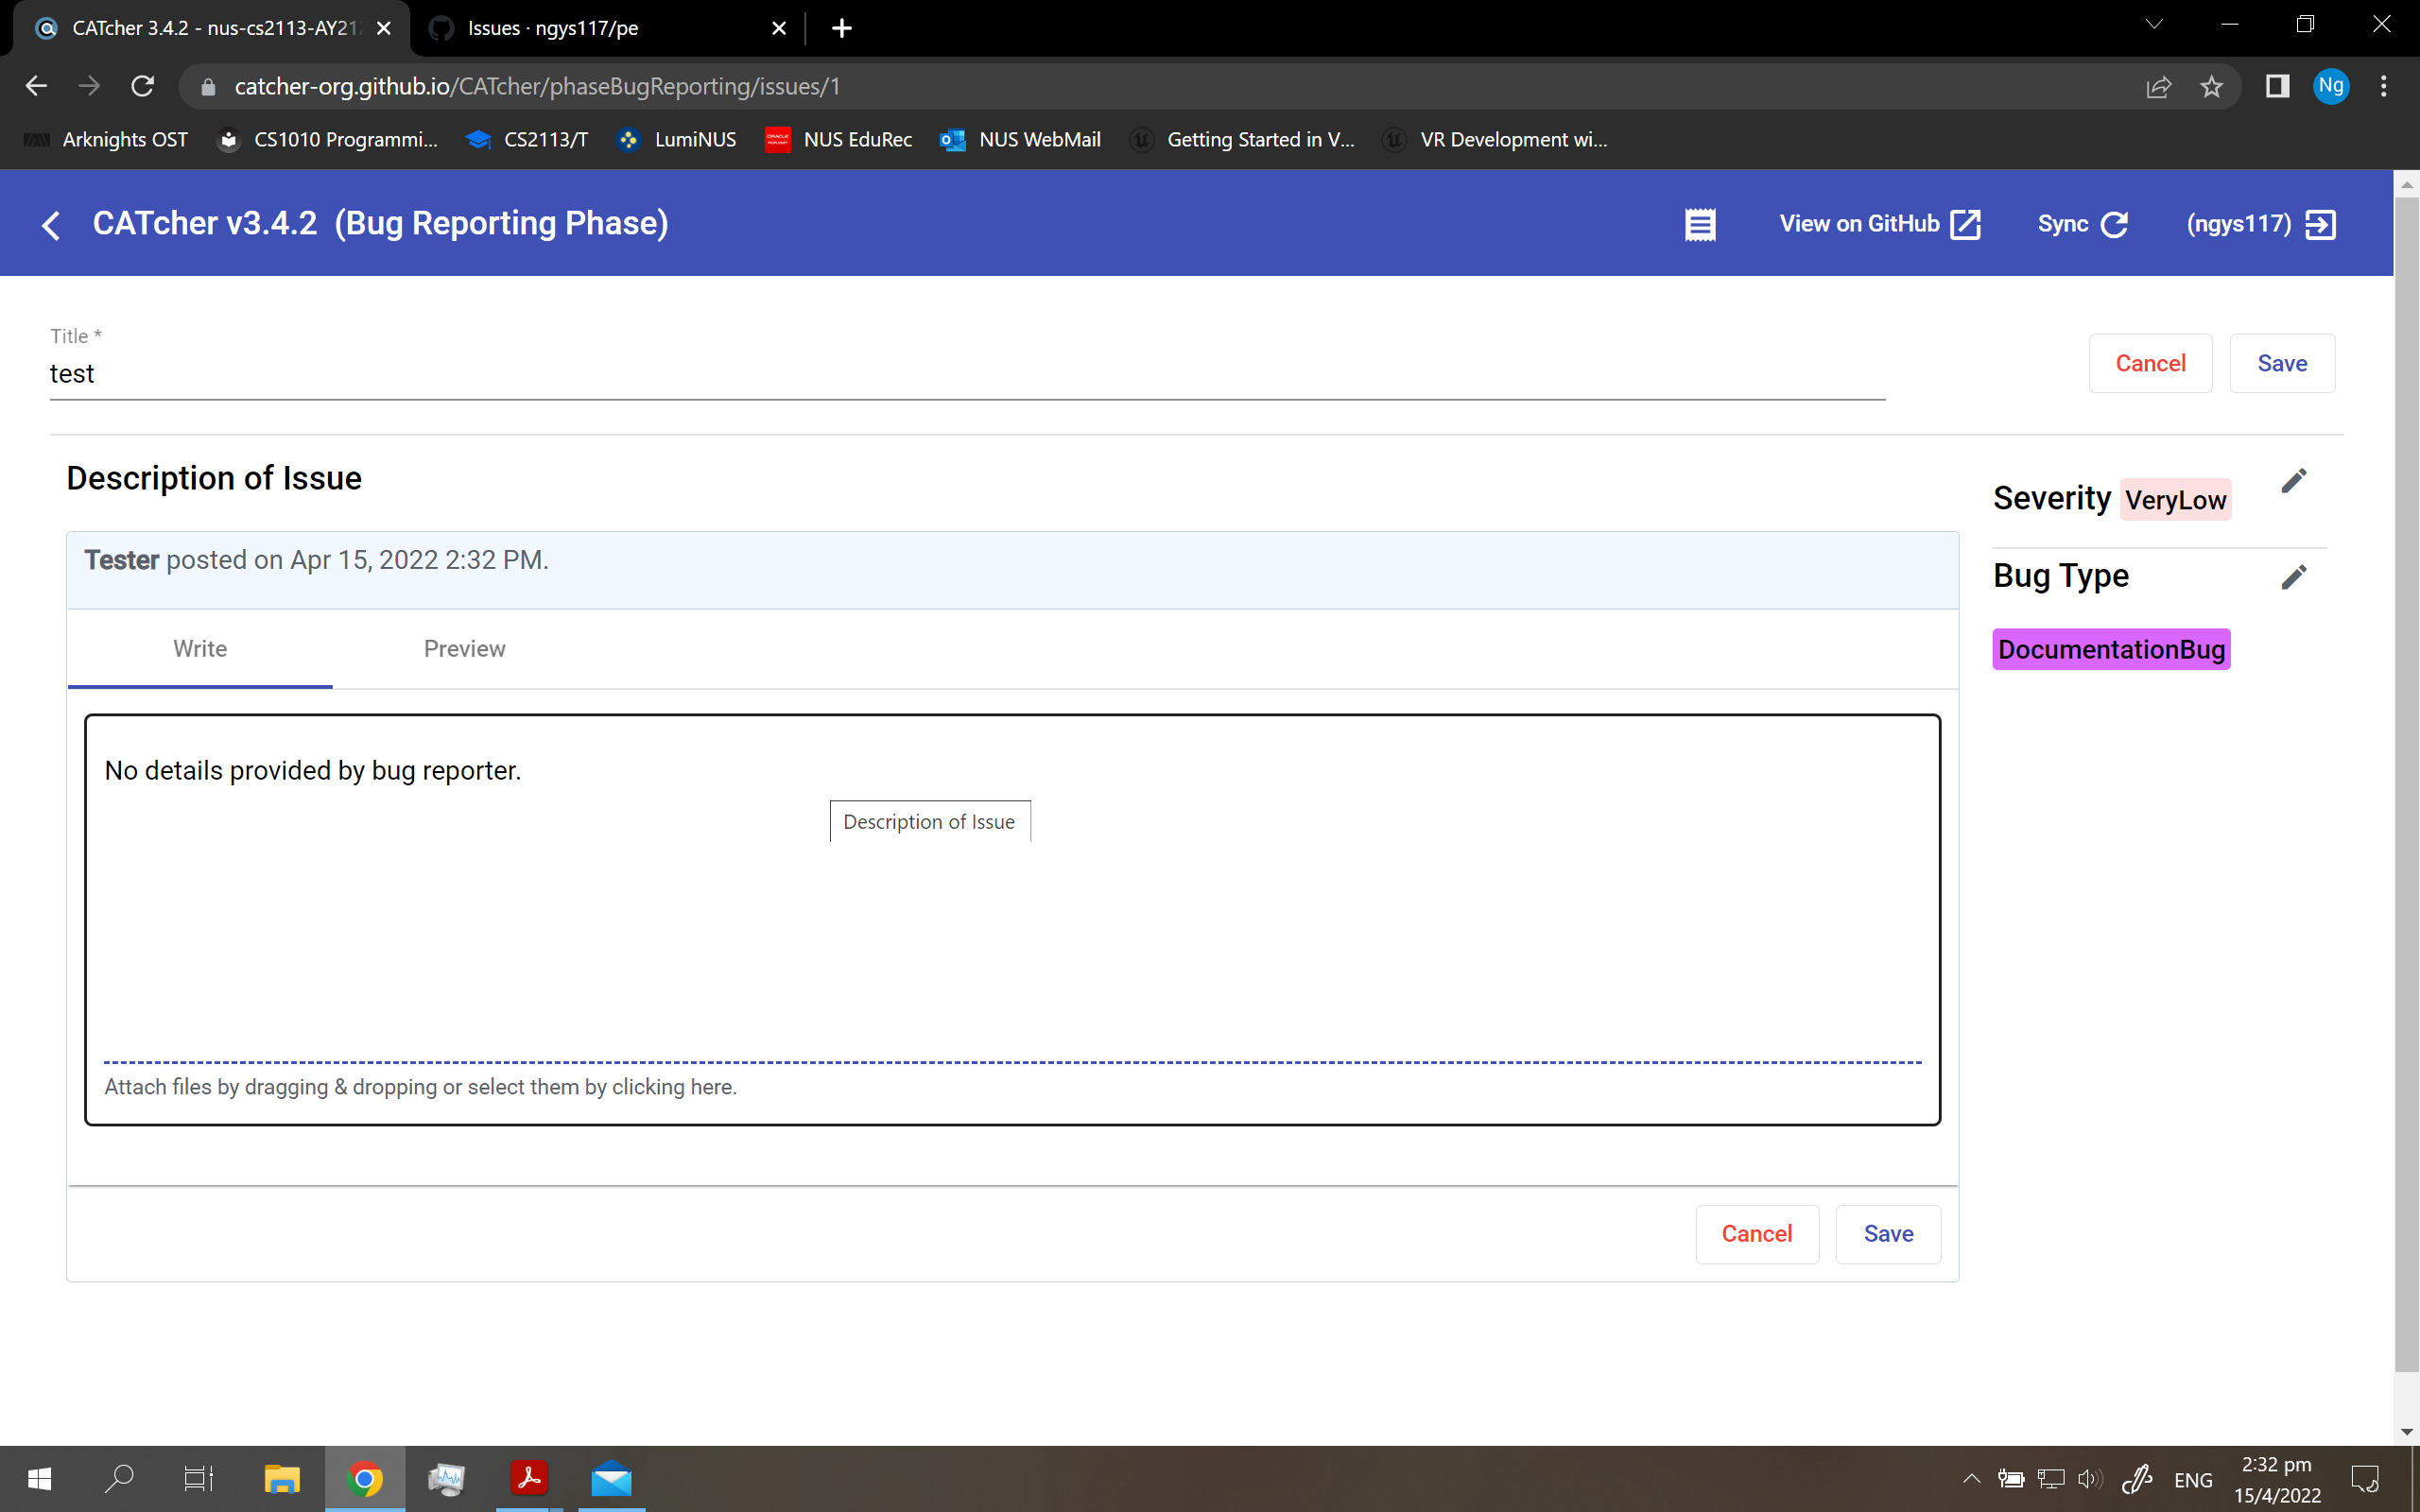 CATcher 3.4.2 - nus-cs2113-AY21
Issues · ngys117/pe
catcher-org.github.io/CATcher/phaseBugReporting/issues/1
Ng
Arknights OST
CS1010 Programmi...
CS2113/T
LumiNUS
NUS EduRec
NUS WebMail
Getting Started in V...
VR Development wi...
CATcher v3.4.2 (Bug Reporting Phase)
View on GitHub
Sync
(ngys117)
Title *
test
Cancel
Save
Description of Issue
Severity VeryLow
Tester posted on Apr 15, 2022 2:32 PM.
Bug Type
Write
Preview
DocumentationBug
No details provided by bug reporter.
Description of Issue
Attach files by dragging & dropping or select them by clicking here.
Cancel
Save
ENG
2:32 pm
15/4/2022